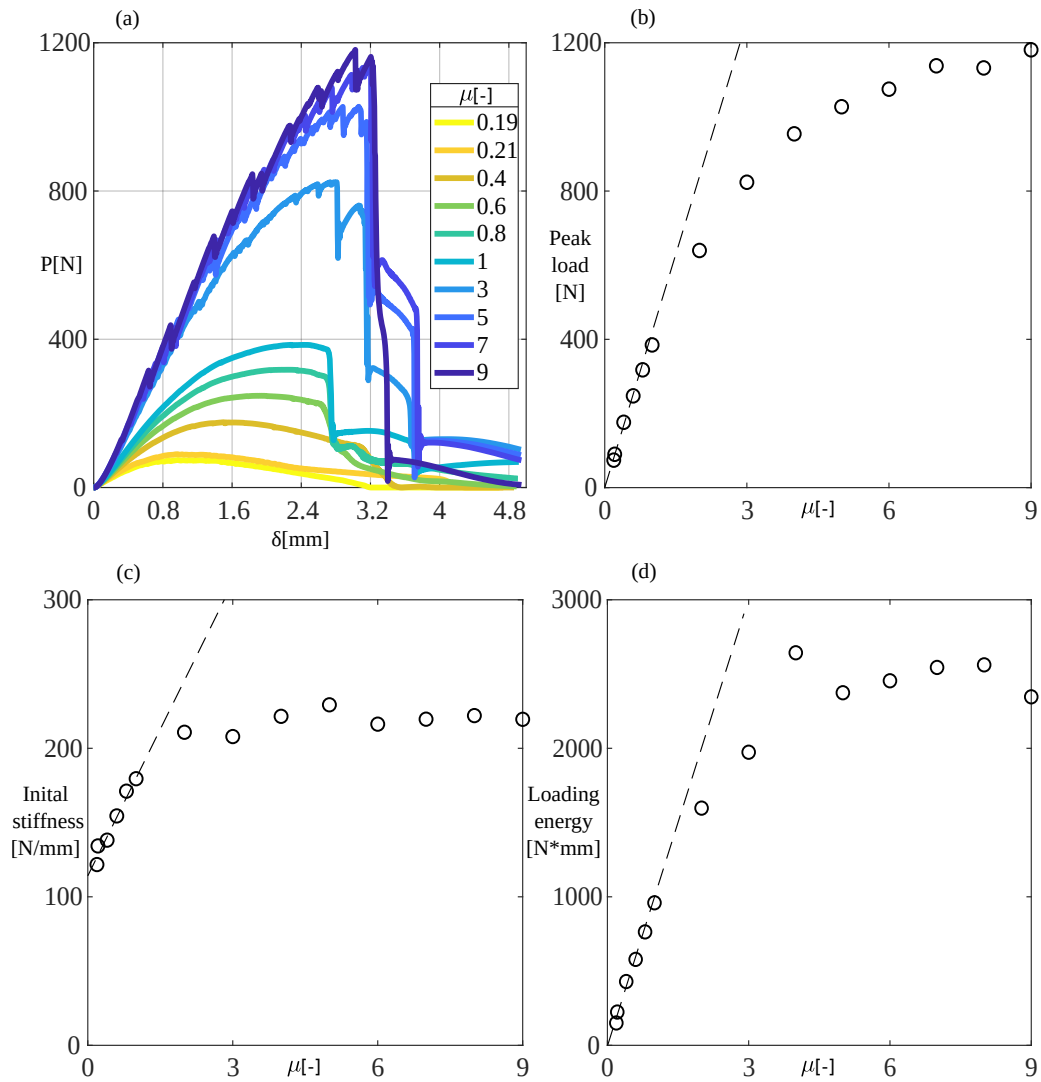 (a)
1200
800
P[N]
400
0
0 0.8 1.6 2.4 3.2 4 4.8
δ[mm]
μ[-]
0.19
0.21
0.4
0.6
0.8
1
3
5
7
9
(b)
1200
800
Peak
load
[N]
400
0
0 3 μ[-] 6 9
(c)
300
200
Inital
stiffness
[N/mm]
100
0
0 3 μ[-] 6 9
(d)
3000
2000
Loading
energy
[N*mm]
1000
0
0 3 μ[-] 6 9